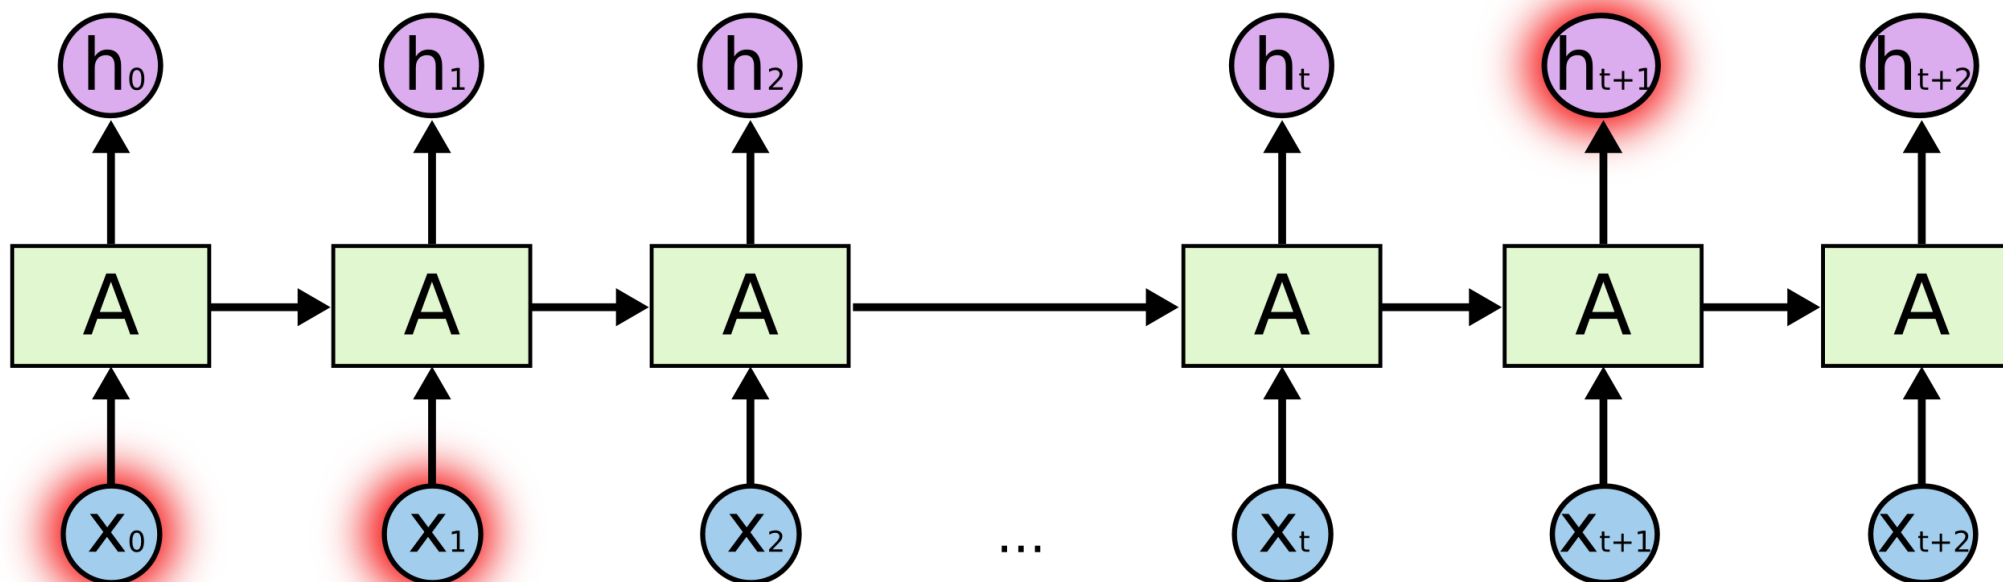 h₀ h₁ h₂ hₜ hₜ₊₁ hₜ₊₂
A A A A A A
x₀ x₁ x₂ ... xₜ xₜ₊₁ xₜ₊₂